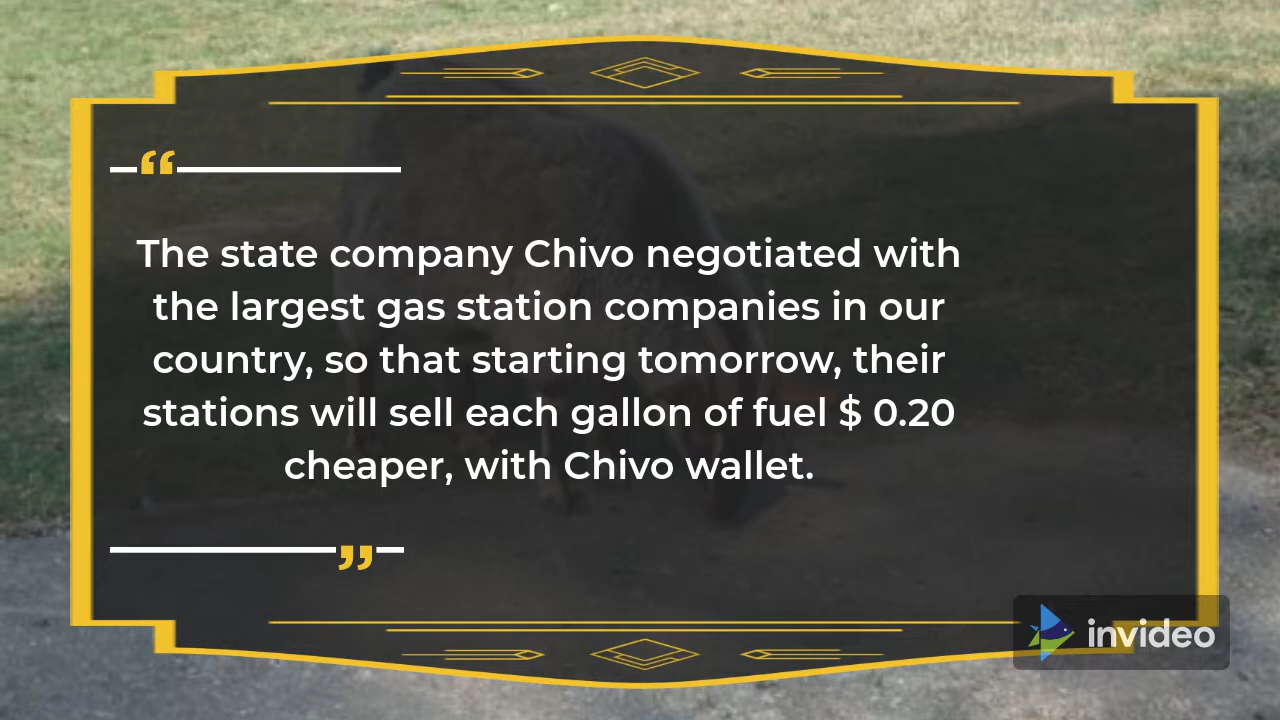 “
The state company Chivo negotiated with
the largest gas station companies in our
country, so that starting tomorrow, their
stations will sell each gallon of fuel $ 0.20
cheaper, with Chivo wallet.
”
invideo